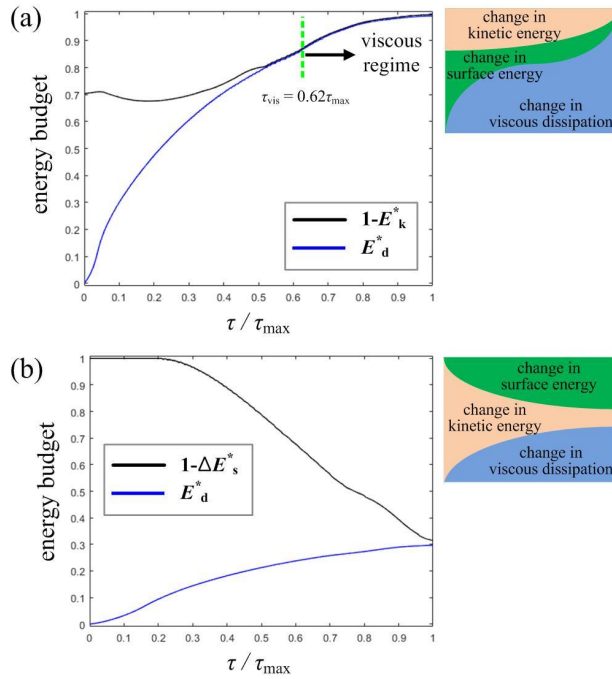 (a)
energy budget
1
0.9
0.8
0.7
0.6
0.5
0.4
0.3
0.2
0.1
0
viscous
regime
τvis = 0.62τmax
1-E*k
E*d
0 0.1 0.2 0.3 0.4 0.5 0.6 0.7 0.8 0.9 1
τ / τmax
change in
kinetic energy
change in
surface energy
change in
viscous dissipation
(b)
energy budget
1
0.9
0.8
0.7
0.6
0.5
0.4
0.3
0.2
0.1
0
1-ΔE*s
E*d
0 0.1 0.2 0.3 0.4 0.5 0.6 0.7 0.8 0.9 1
τ / τmax
change in
surface energy
change in
kinetic energy
change in
viscous dissipation